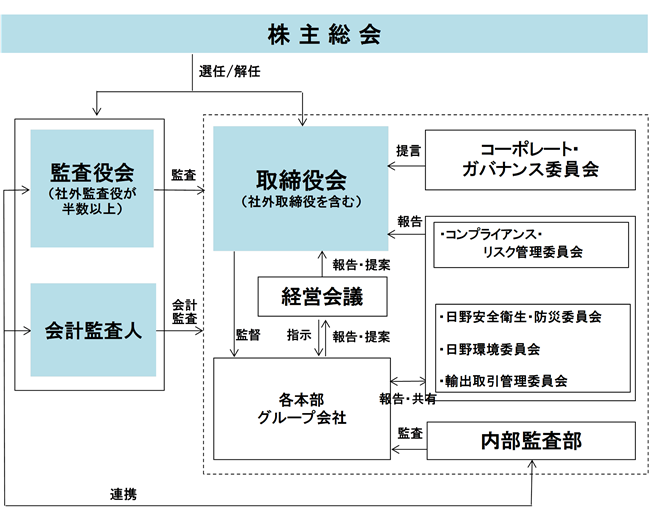 株主総会
選任/解任
監査役会
（社外監査役が
半数以上）
監査
取締役会
（社外取締役を含む）
提言
コーポレート・
ガバナンス委員会
報告
・コンプライアンス・
リスク管理委員会
報告・提案
経営会議
会計監査人
会計
監査
監督
指示
報告・提案
・日野安全衛生・防災委員会
・日野環境委員会
・輸出取引管理委員会
各本部
グループ会社
報告・共有
監査
内部監査部
連携